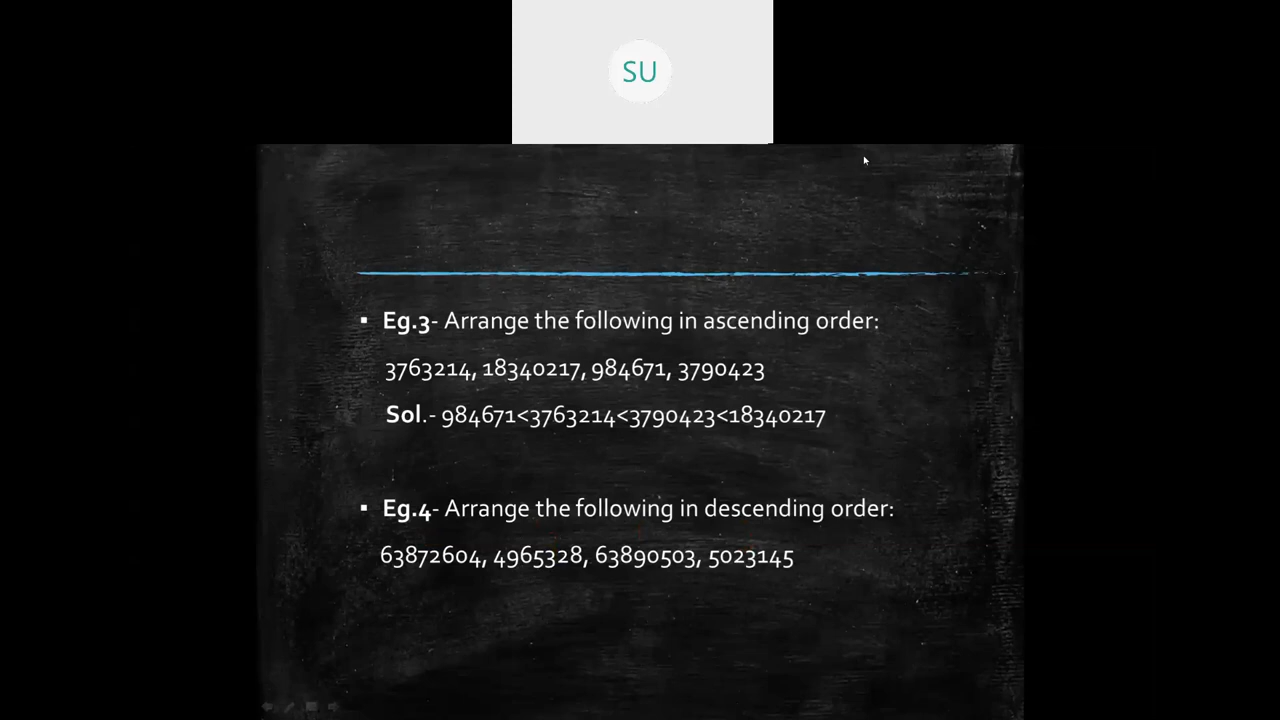 SU
▪ Eg.3- Arrange the following in ascending order:
3763214, 18340217, 984671, 3790423
Sol.- 984671<3763214<3790423<18340217
▪ Eg.4- Arrange the following in descending order:
63872604, 4965328, 63890503, 5023145